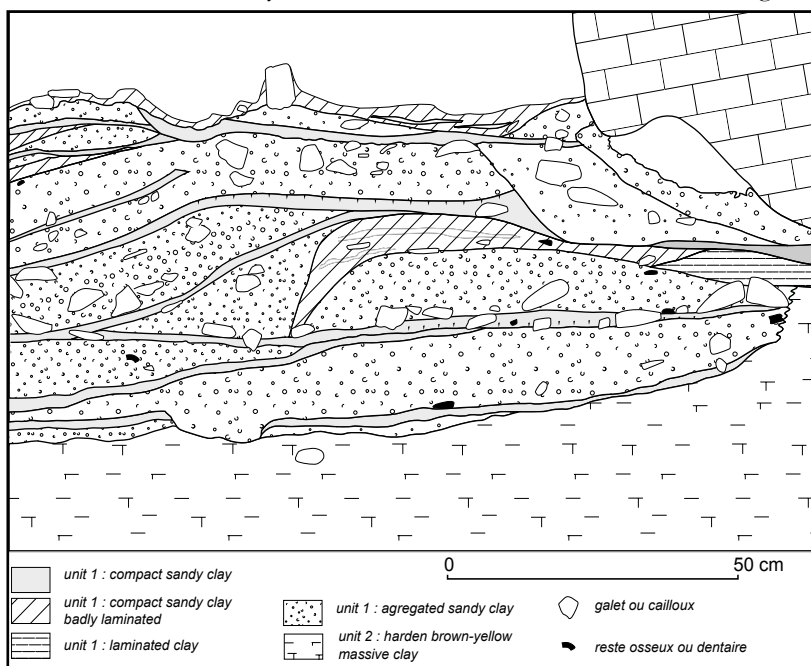 unit 1 : compact sandy clay
unit 1 : compact sandy clay
badly laminated
unit 1 : laminated clay
unit 1 : agregated sandy clay
unit 2 : harden brown-yellow
massive clay
0 50 cm
galet ou cailloux
reste osseux ou dentaire